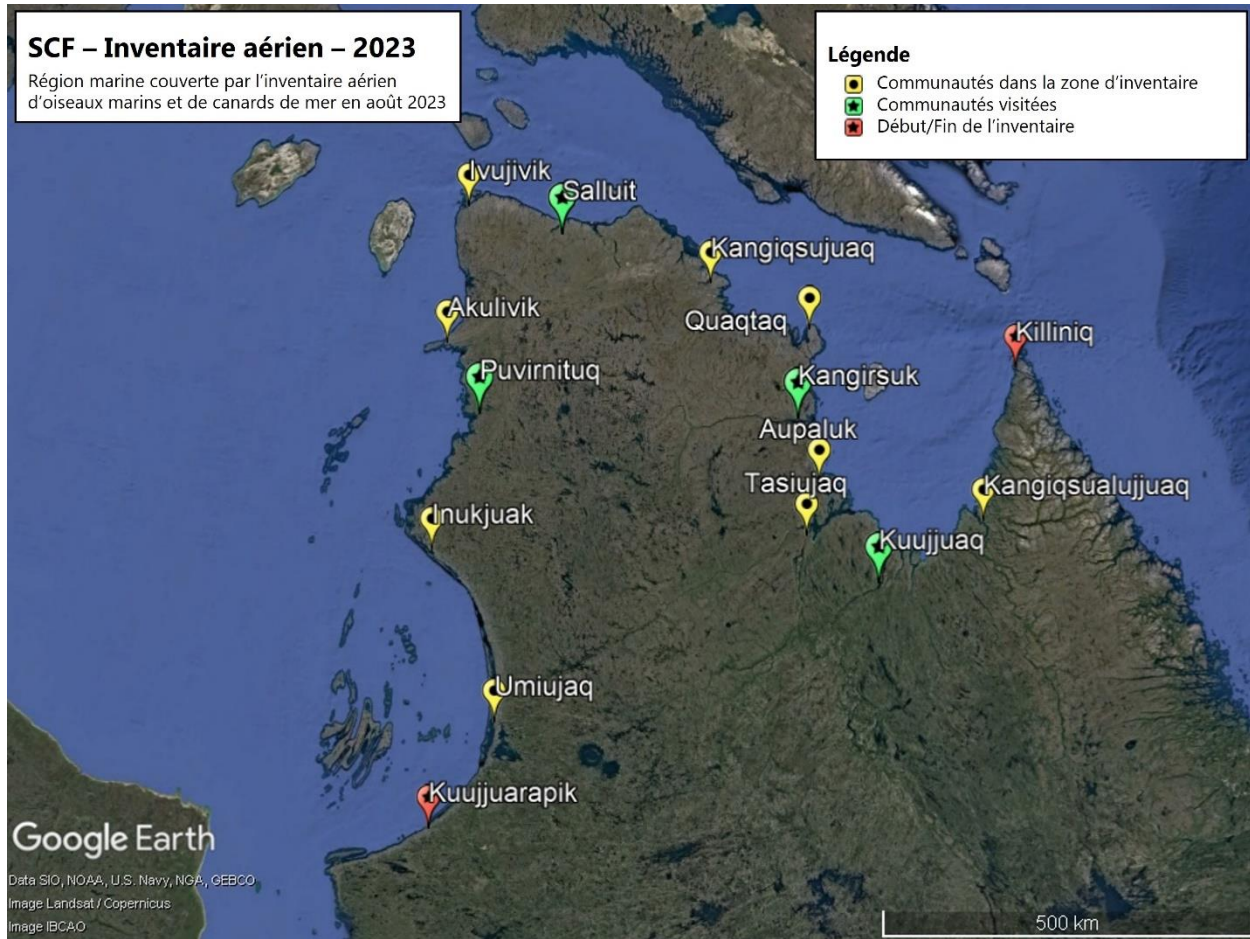 SCF – Inventaire aérien – 2023
Région marine couverte par l'inventaire aérien
d'oiseaux marins et de canards de mer en août 2023
Légende
Communautés dans la zone d'inventaire
Communautés visitées
Début/Fin de l'inventaire
Ivujivik
Salluit
Kangiqsujuaq
Akulivik
Quaqtaq
Killiniq
Puvirnituq
Kangirsuk
Aupaluk
Tasiujaq
Kangiqsualujjuaq
Inukjuak
Kuujjuaq
Umiujaq
Kuujjuarapik
Google Earth
Data SIO, NOAA, U.S. Navy, NGA, GEBCO
Image Landsat / Copernicus
Image IBCAO
500 km